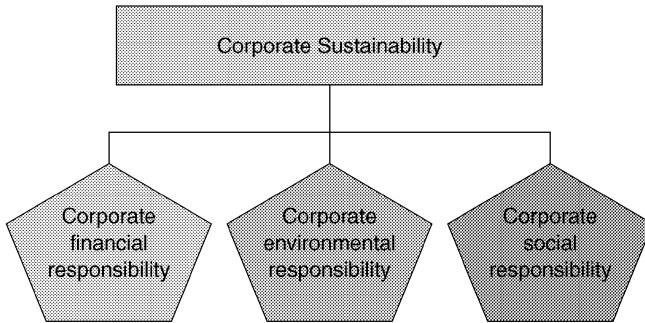 Corporate Sustainability
Corporate
financial
responsibility
Corporate
environmental
responsibility
Corporate
social
responsibility